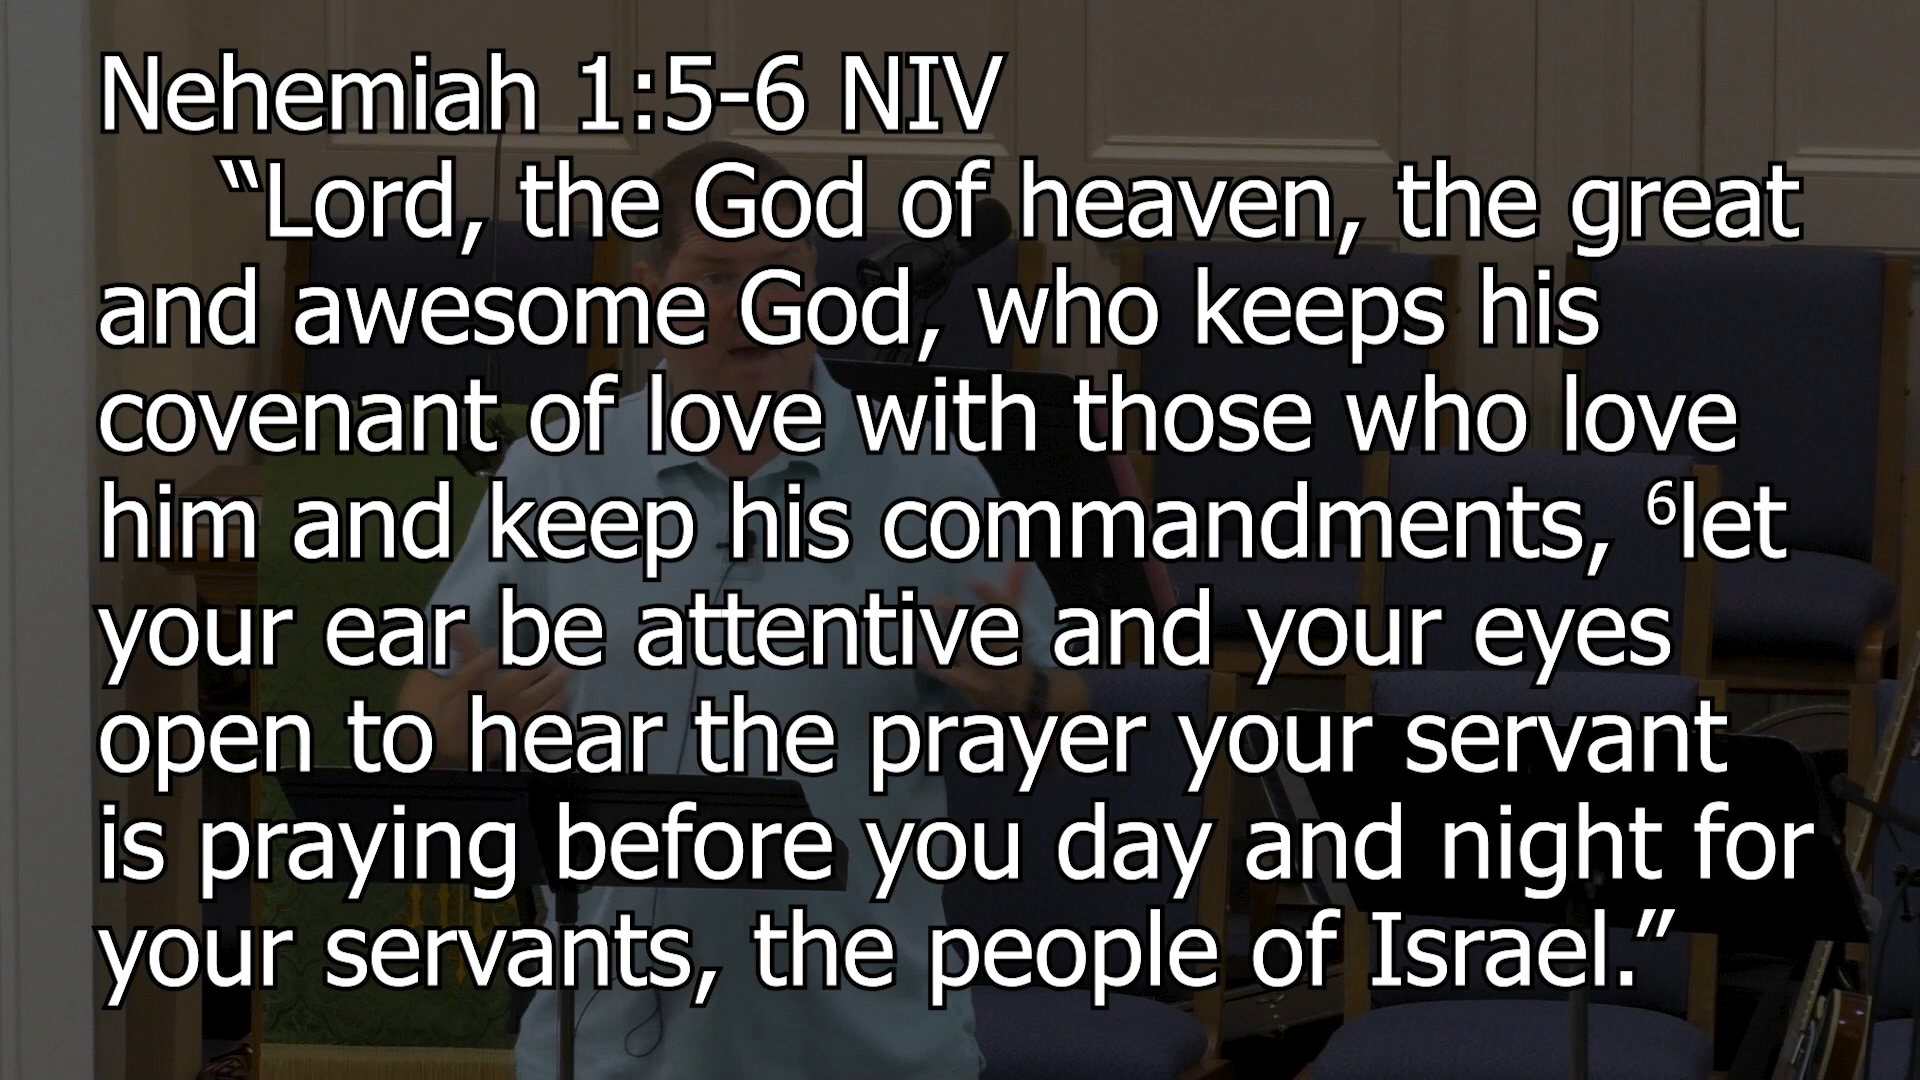 Nehemiah 1:5-6 NIV
“Lord, the God of heaven, the great
and awesome God, who keeps his
covenant of love with those who love
him and keep his commandments, ⁶let
your ear be attentive and your eyes
open to hear the prayer your servant
is praying before you day and night for
your servants, the people of Israel.”